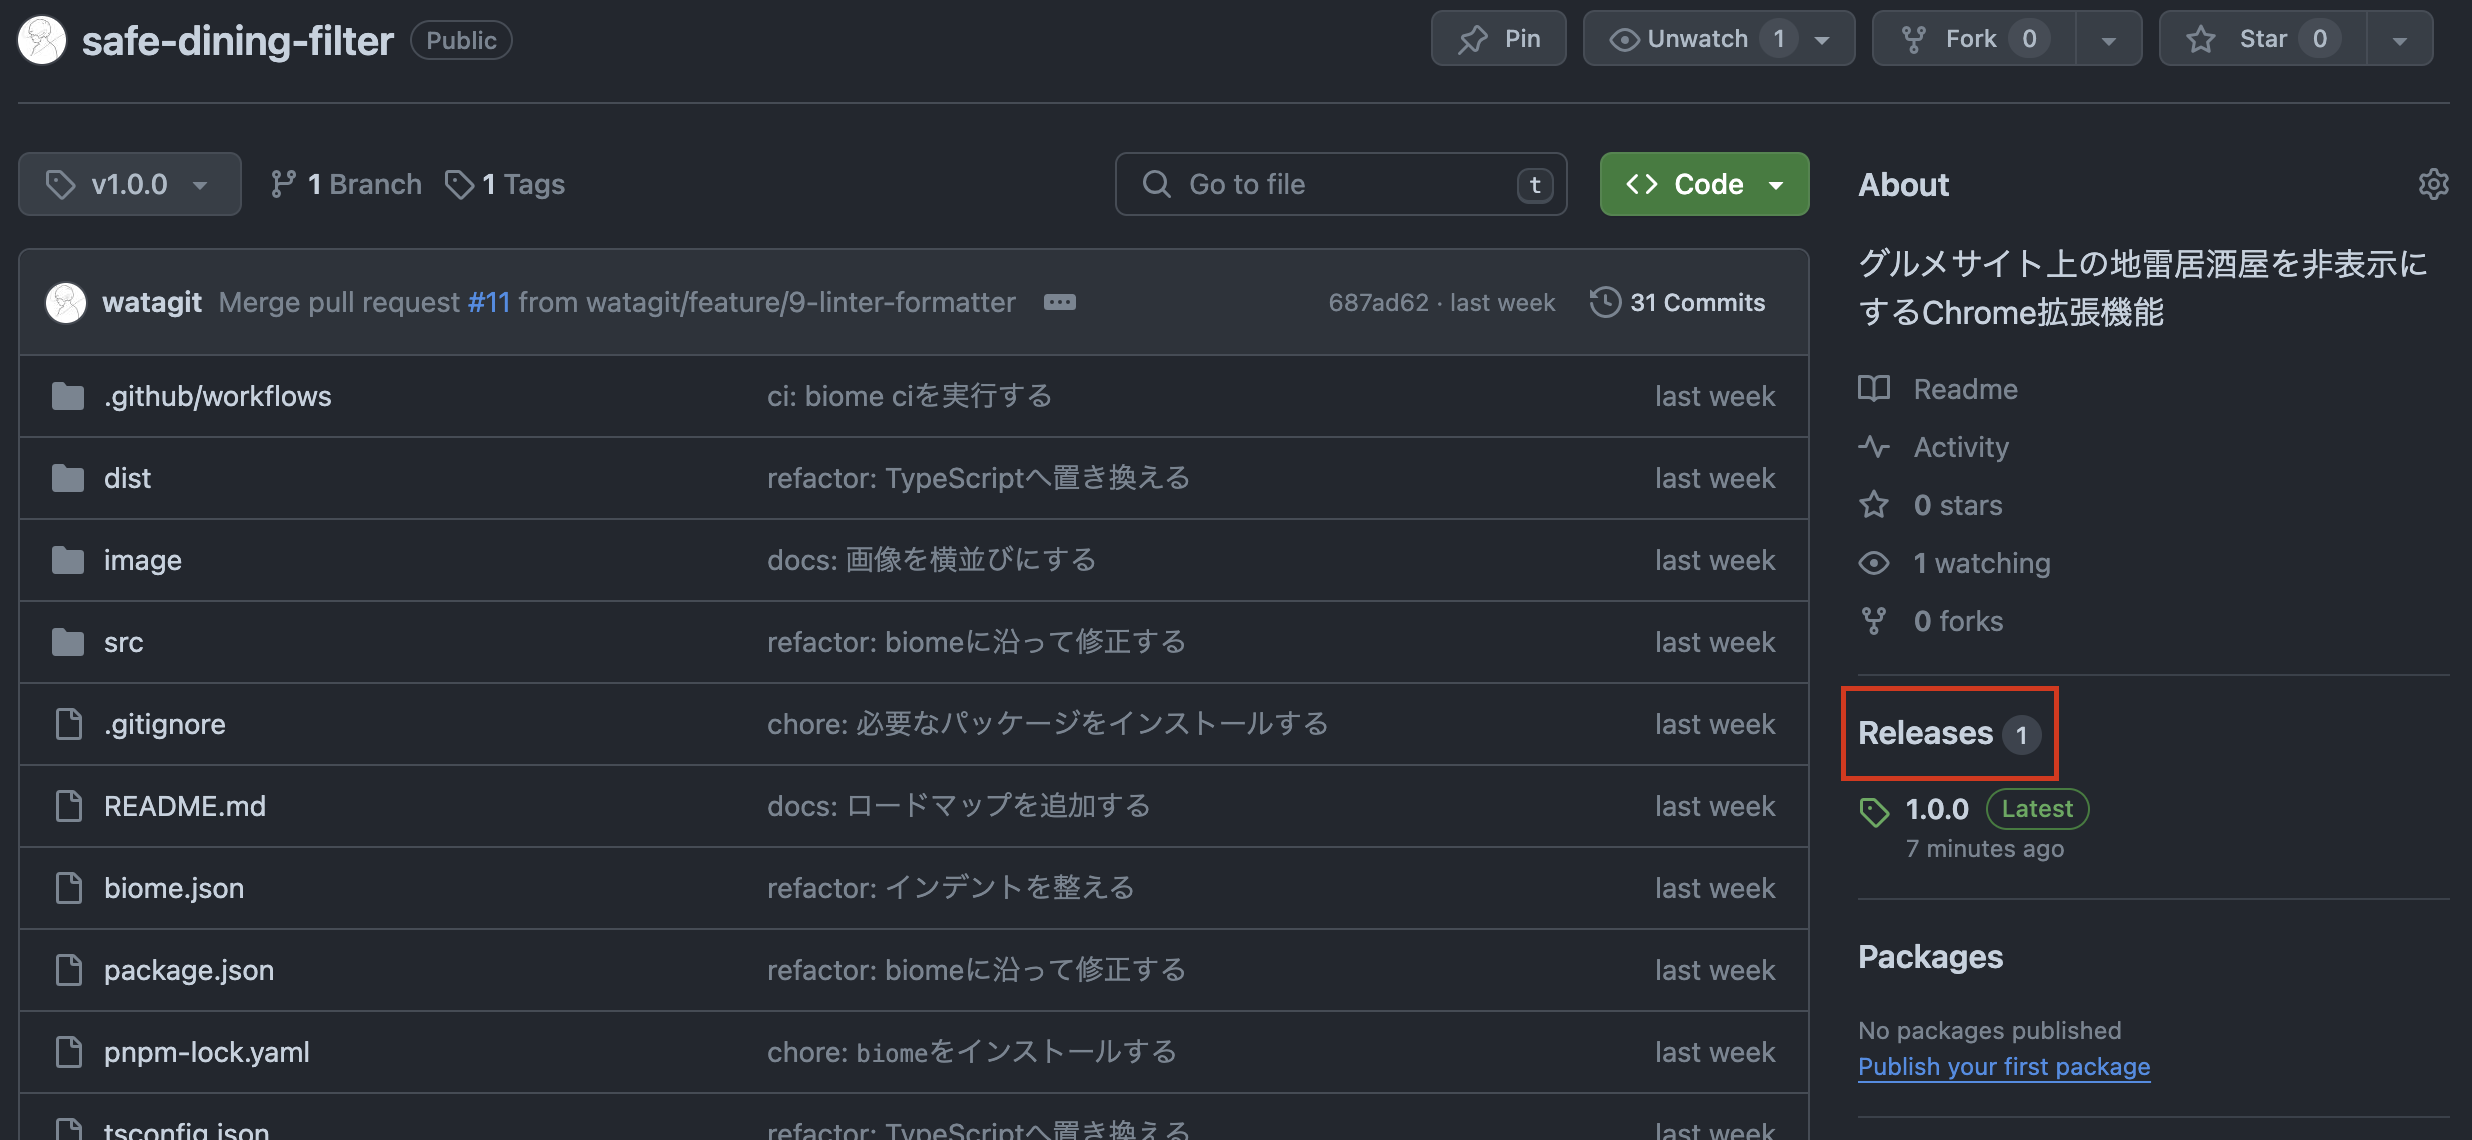 safe-dining-filter Public Pin Unwatch 1 Fork 0 Star 0
v1.0.0 1 Branch 1 Tags Go to file t Code
watagit Merge pull request #11 from watagit/feature/9-linter-formatter 687ad62 · last week 31 Commits
.github/workflows ci: biome ciを実行する last week
dist refactor: TypeScriptへ置き換える last week
image docs: 画像を横並びにする last week
src refactor: biomeに沿って修正する last week
.gitignore chore: 必要なパッケージをインストールする last week
README.md docs: ロードマップを追加する last week
biome.json refactor: インデントを整える last week
package.json refactor: biomeに沿って修正する last week
pnpm-lock.yaml chore: biomeをインストールする last week
tsconfig.json refactor: TypeScriptへ置き換える last week
About
グルメサイト上の地雷居酒屋を非表示に
するChrome拡張機能
Readme
Activity
0 stars
1 watching
0 forks
Releases 1
1.0.0 Latest
7 minutes ago
Packages
No packages published
Publish your first package